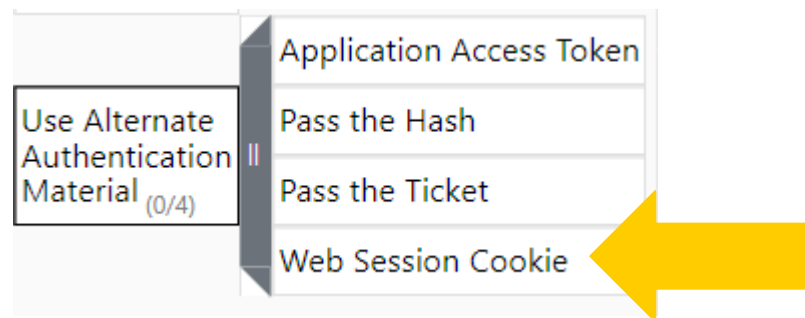 Application Access Token
Use Alternate
Authentication
Material (0/4)
Pass the Hash
Pass the Ticket
Web Session Cookie